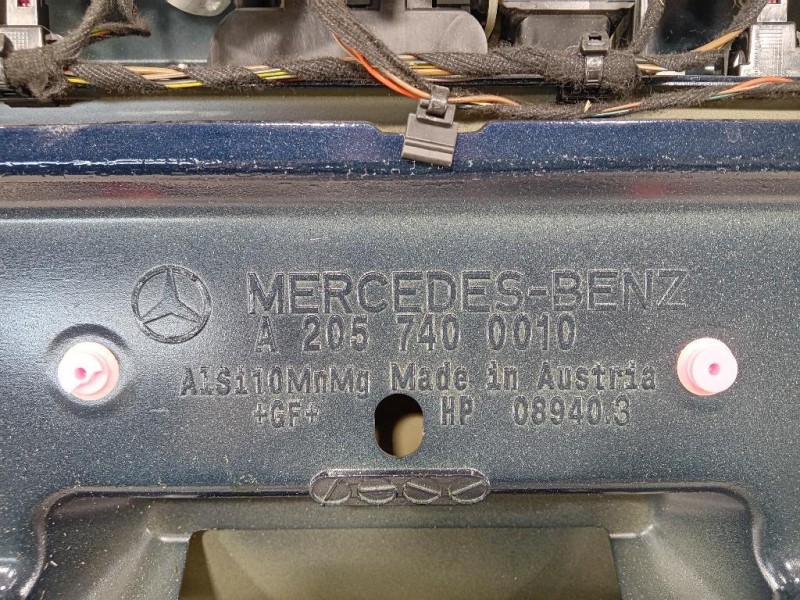 MERCEDES-BENZ
A 205 740 0010
AlSi10MnMg Made in Austria
+GF+ HP 08940.3